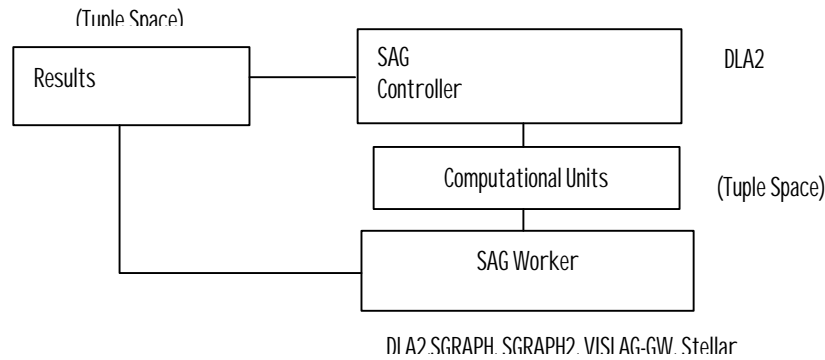 (Tuple Space)
Results
SAG
Controller
DLA2
Computational Units
(Tuple Space)
SAG Worker
DLA2,SGRAPH, SGRAPH2, VISLAG-GW, Stellar